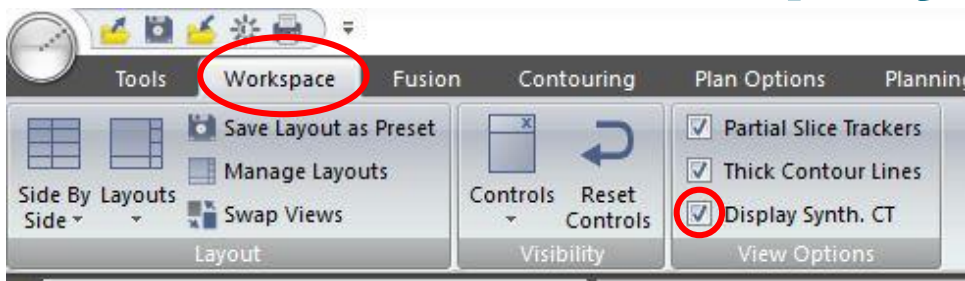 Tools Workspace Fusion Contouring Plan Options Planning
Save Layout as Preset
Manage Layouts
Swap Views
Side By Side
Layouts
Layout
Controls
Reset Controls
Visibility
Partial Slice Trackers
Thick Contour Lines
Display Synth. CT
View Options